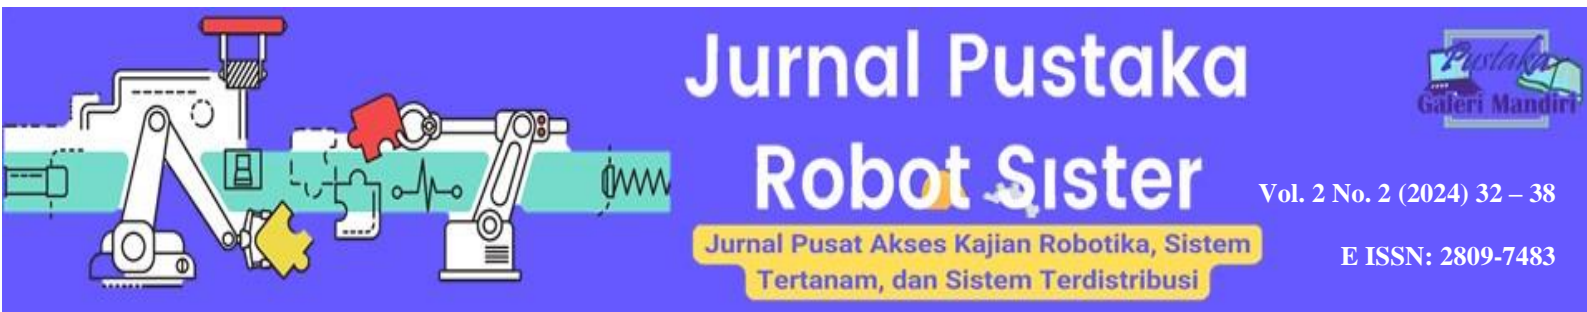 Jurnal Pustaka
Robot Sister
Jurnal Pusat Akses Kajian Robotika, Sistem
Tertanam, dan Sistem Terdistribusi
Pustaka
Galeri Mandiri
Vol. 2 No. 2 (2024) 32 – 38
E ISSN: 2809-7483